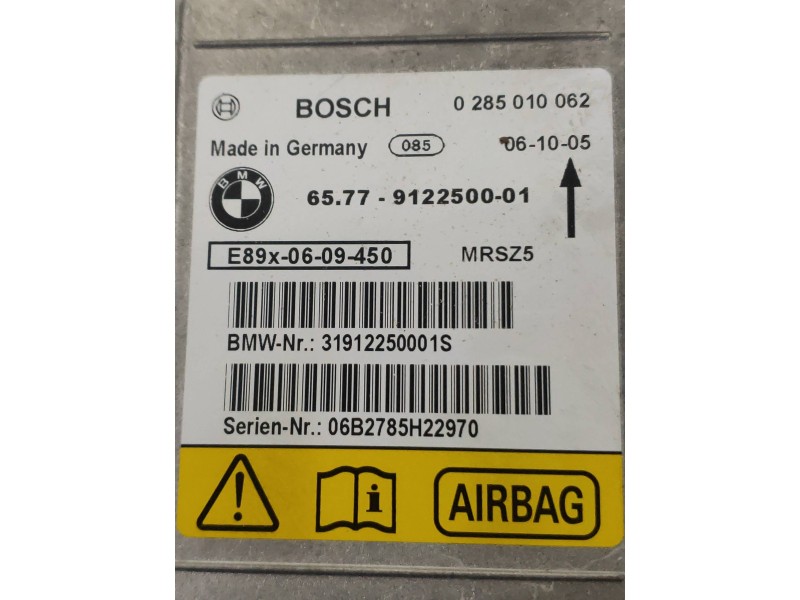 BOSCH 0 285 010 062
Made in Germany 085 06-10-05
BMW 65.77 - 9122500-01
E89x-06-09-450 MRSZ5
BMW-Nr.: 31912250001S
Serien-Nr.: 06B2785H22970
! i AIRBAG